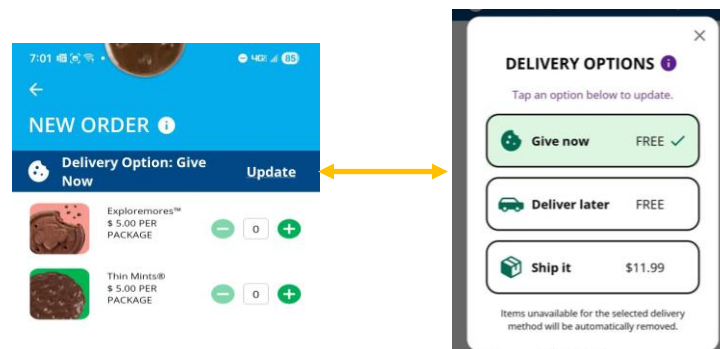 7:01
85
NEW ORDER
Delivery Option: Give
Now
Update
Exploremores™
$ 5.00 PER
PACKAGE
0
Thin Mints®
$ 5.00 PER
PACKAGE
0
DELIVERY OPTIONS
Tap an option below to update.
Give now FREE
Deliver later FREE
Ship it $11.99
Items unavailable for the selected delivery
method will be automatically removed.